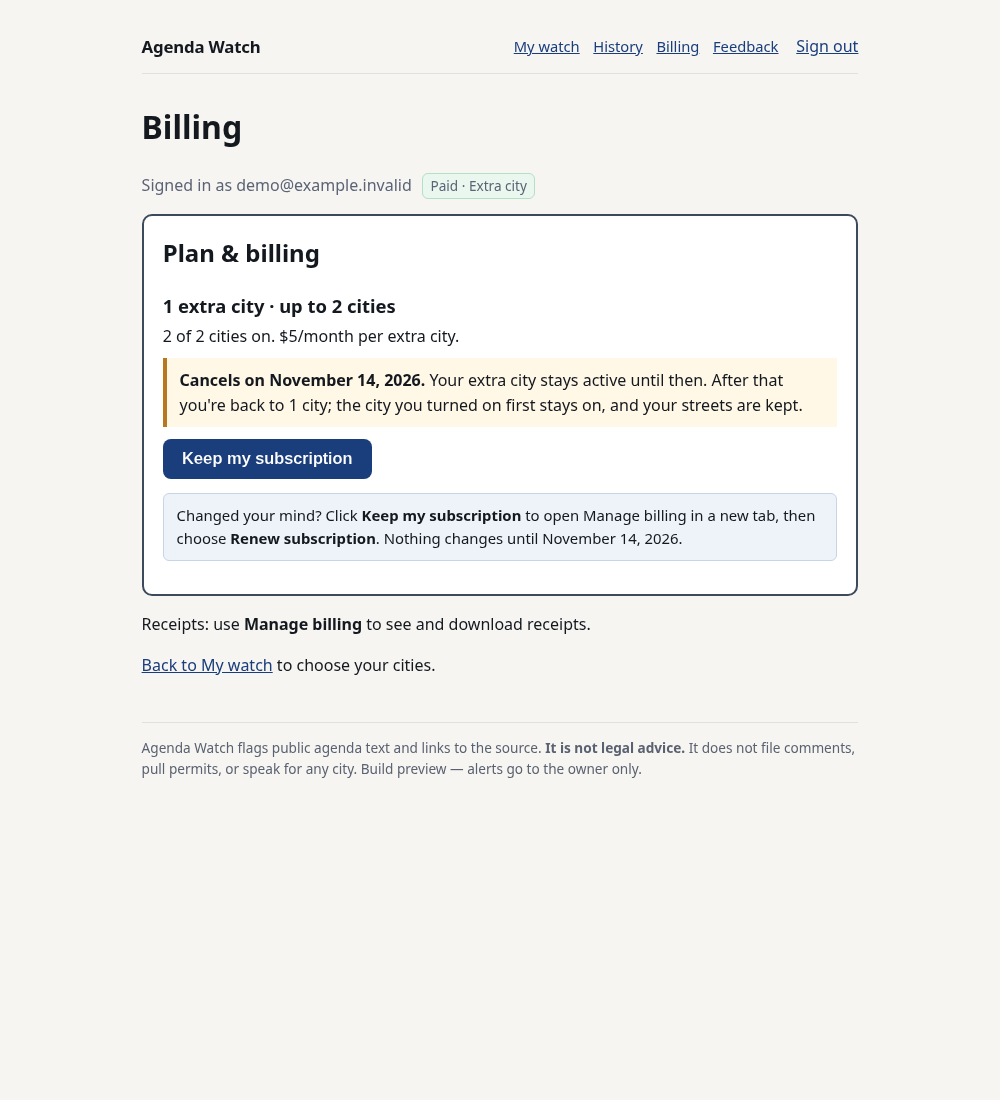 Agenda Watch
My watch History Billing Feedback Sign out
Billing
Signed in as demo@example.invalid Paid · Extra city
Plan & billing
1 extra city · up to 2 cities
2 of 2 cities on. $5/month per extra city.
Cancels on November 14, 2026. Your extra city stays active until then. After that
you're back to 1 city; the city you turned on first stays on, and your streets are kept.
Keep my subscription
Changed your mind? Click Keep my subscription to open Manage billing in a new tab, then
choose Renew subscription. Nothing changes until November 14, 2026.
Receipts: use Manage billing to see and download receipts.
Back to My watch to choose your cities.
Agenda Watch flags public agenda text and links to the source. It is not legal advice. It does not file comments,
pull permits, or speak for any city. Build preview — alerts go to the owner only.